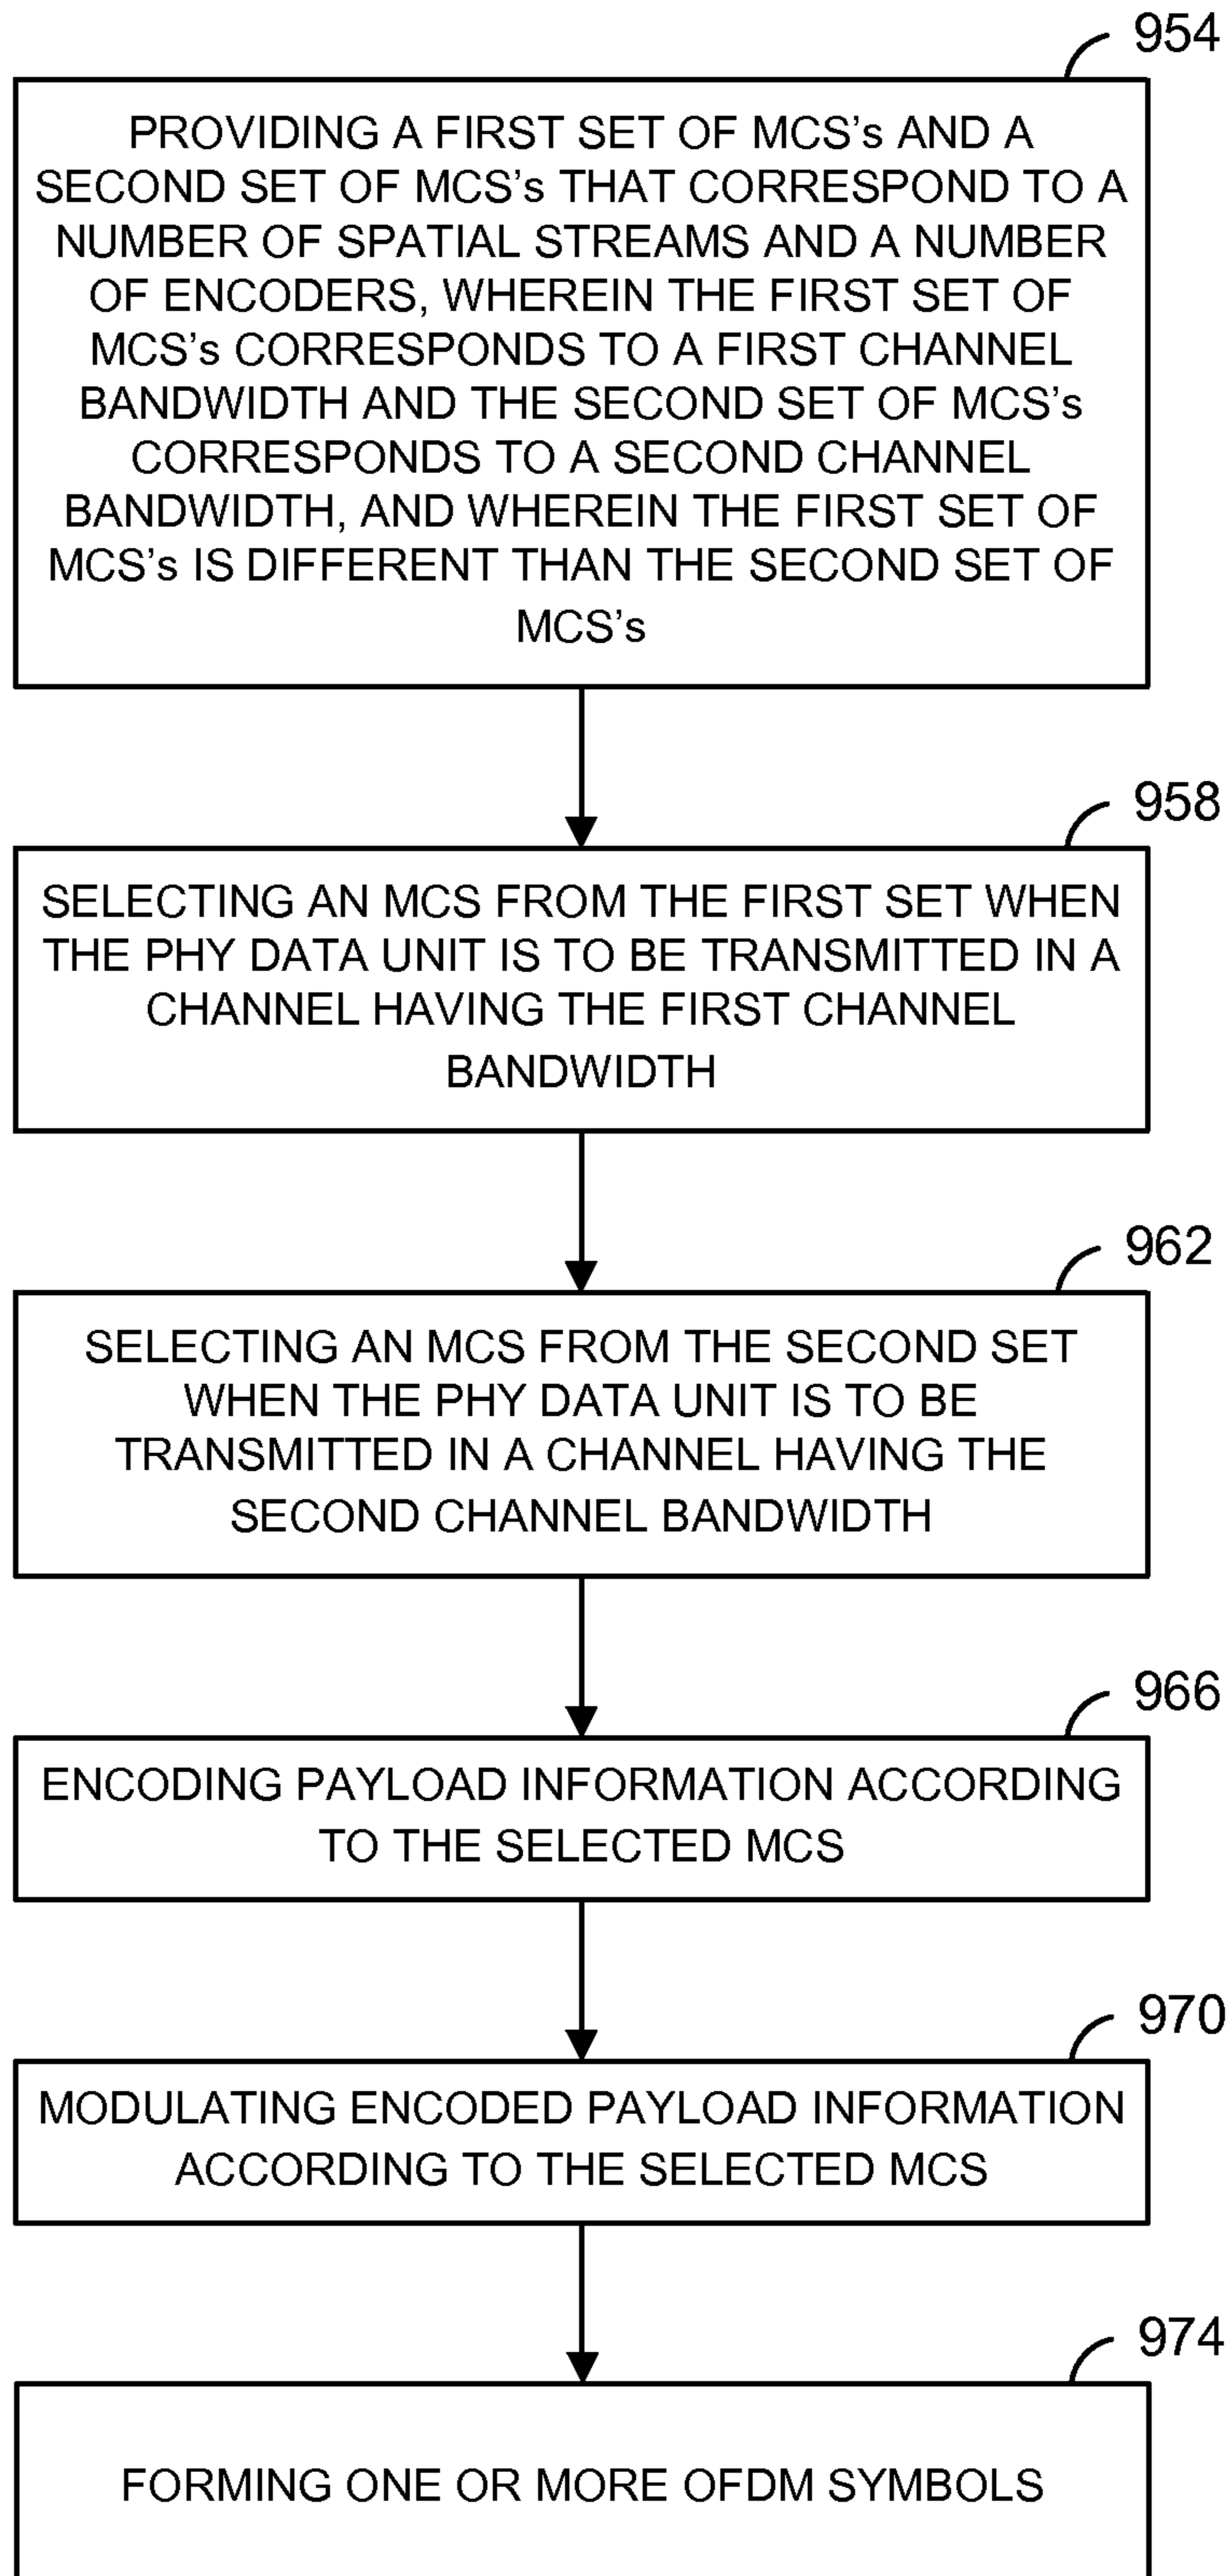 954
PROVIDING A FIRST SET OF MCS's AND A
SECOND SET OF MCS's THAT CORRESPOND TO A
NUMBER OF SPATIAL STREAMS AND A NUMBER
OF ENCODERS, WHEREIN THE FIRST SET OF
MCS's CORRESPONDS TO A FIRST CHANNEL
BANDWIDTH AND THE SECOND SET OF MCS's
CORRESPONDS TO A SECOND CHANNEL
BANDWIDTH, AND WHEREIN THE FIRST SET OF
MCS's IS DIFFERENT THAN THE SECOND SET OF
MCS's
958
SELECTING AN MCS FROM THE FIRST SET WHEN
THE PHY DATA UNIT IS TO BE TRANSMITTED IN A
CHANNEL HAVING THE FIRST CHANNEL
BANDWIDTH
962
SELECTING AN MCS FROM THE SECOND SET
WHEN THE PHY DATA UNIT IS TO BE
TRANSMITTED IN A CHANNEL HAVING THE
SECOND CHANNEL BANDWIDTH
966
ENCODING PAYLOAD INFORMATION ACCORDING
TO THE SELECTED MCS
970
MODULATING ENCODED PAYLOAD INFORMATION
ACCORDING TO THE SELECTED MCS
974
FORMING ONE OR MORE OFDM SYMBOLS